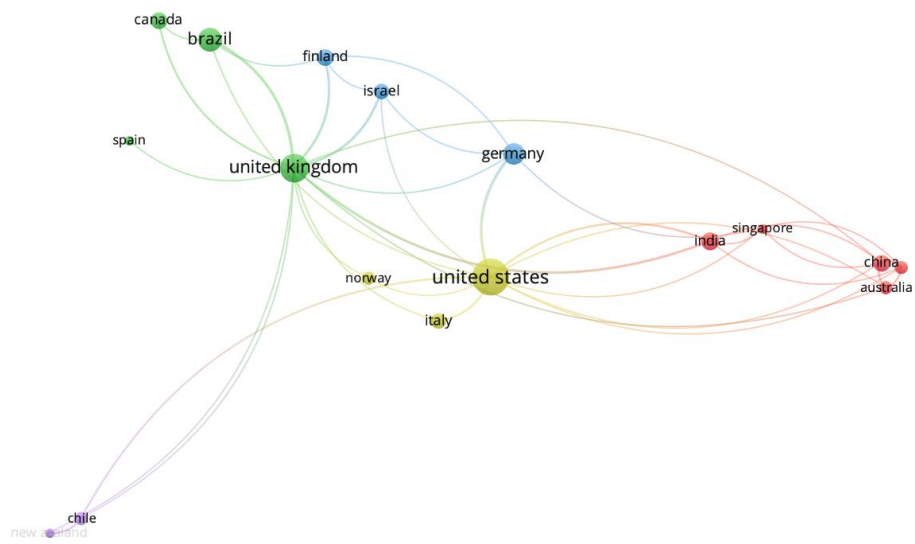 canada
brazil
finland
israel
spain
germany
united kingdom
singapore
india
china
norway
united states
australia
italy
chile
new zealand